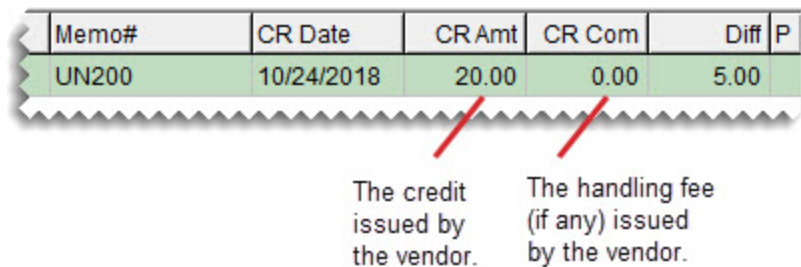 Memo# CR Date CR Amt CR Com Diff P
UN200 10/24/2018 20.00 0.00 5.00
The credit
issued by
the vendor.
The handling fee
(if any) issued
by the vendor.